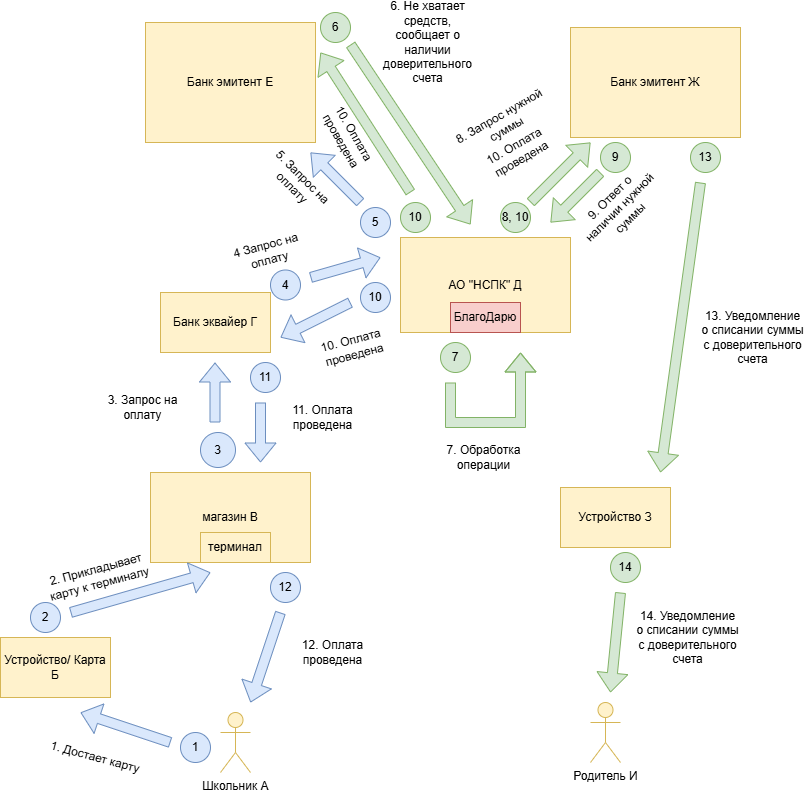 6
6. Не хватает
средств,
сообщает о
наличии
доверительного
счета
Банк эмитент Е
Банк эмитент Ж
10. Оплата
проведена
5. Запрос на
оплату
8. Запрос нужной
суммы
10. Оплата
проведена
9
13
9. Ответ о
наличии нужной
суммы
5
10
8, 10
4 Запрос на
оплату
4
АО "НСПК" Д
БлагоДарю
10
Банк эквайер Г
10. Оплата
проведена
13. Уведомление
о списании суммы
с доверительного
счета
7
11
3. Запрос на
оплату
11. Оплата
проведена
3
7. Обработка
операции
магазин В
терминал
Устройство З
2. Прикладывает
карту к терминалу
12
14
2
14. Уведомление
о списании суммы
с доверительного
счета
12. Оплата
проведена
Устройство/ Карта
Б
1
1. Достает карту
Школьник А
Родитель И